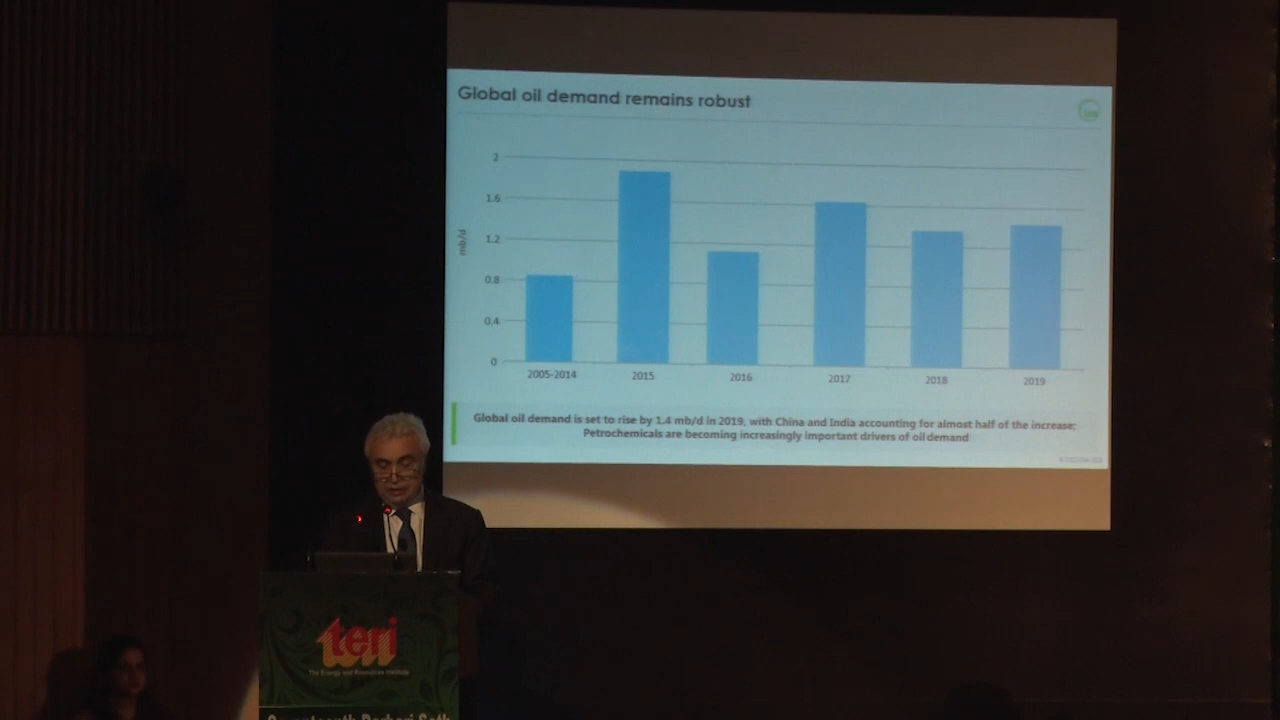 Global oil demand remains robust
iea
2
1.6
1.2
0.8
0.4
0
mb/d
2005-2014
2015
2016
2017
2018
2019
Global oil demand is set to rise by 1.4 mb/d in 2019, with China and India accounting for almost half of the increase;
Petrochemicals are becoming increasingly important drivers of oil demand
teri
The Energy and Resources Institute
Darbari Seth